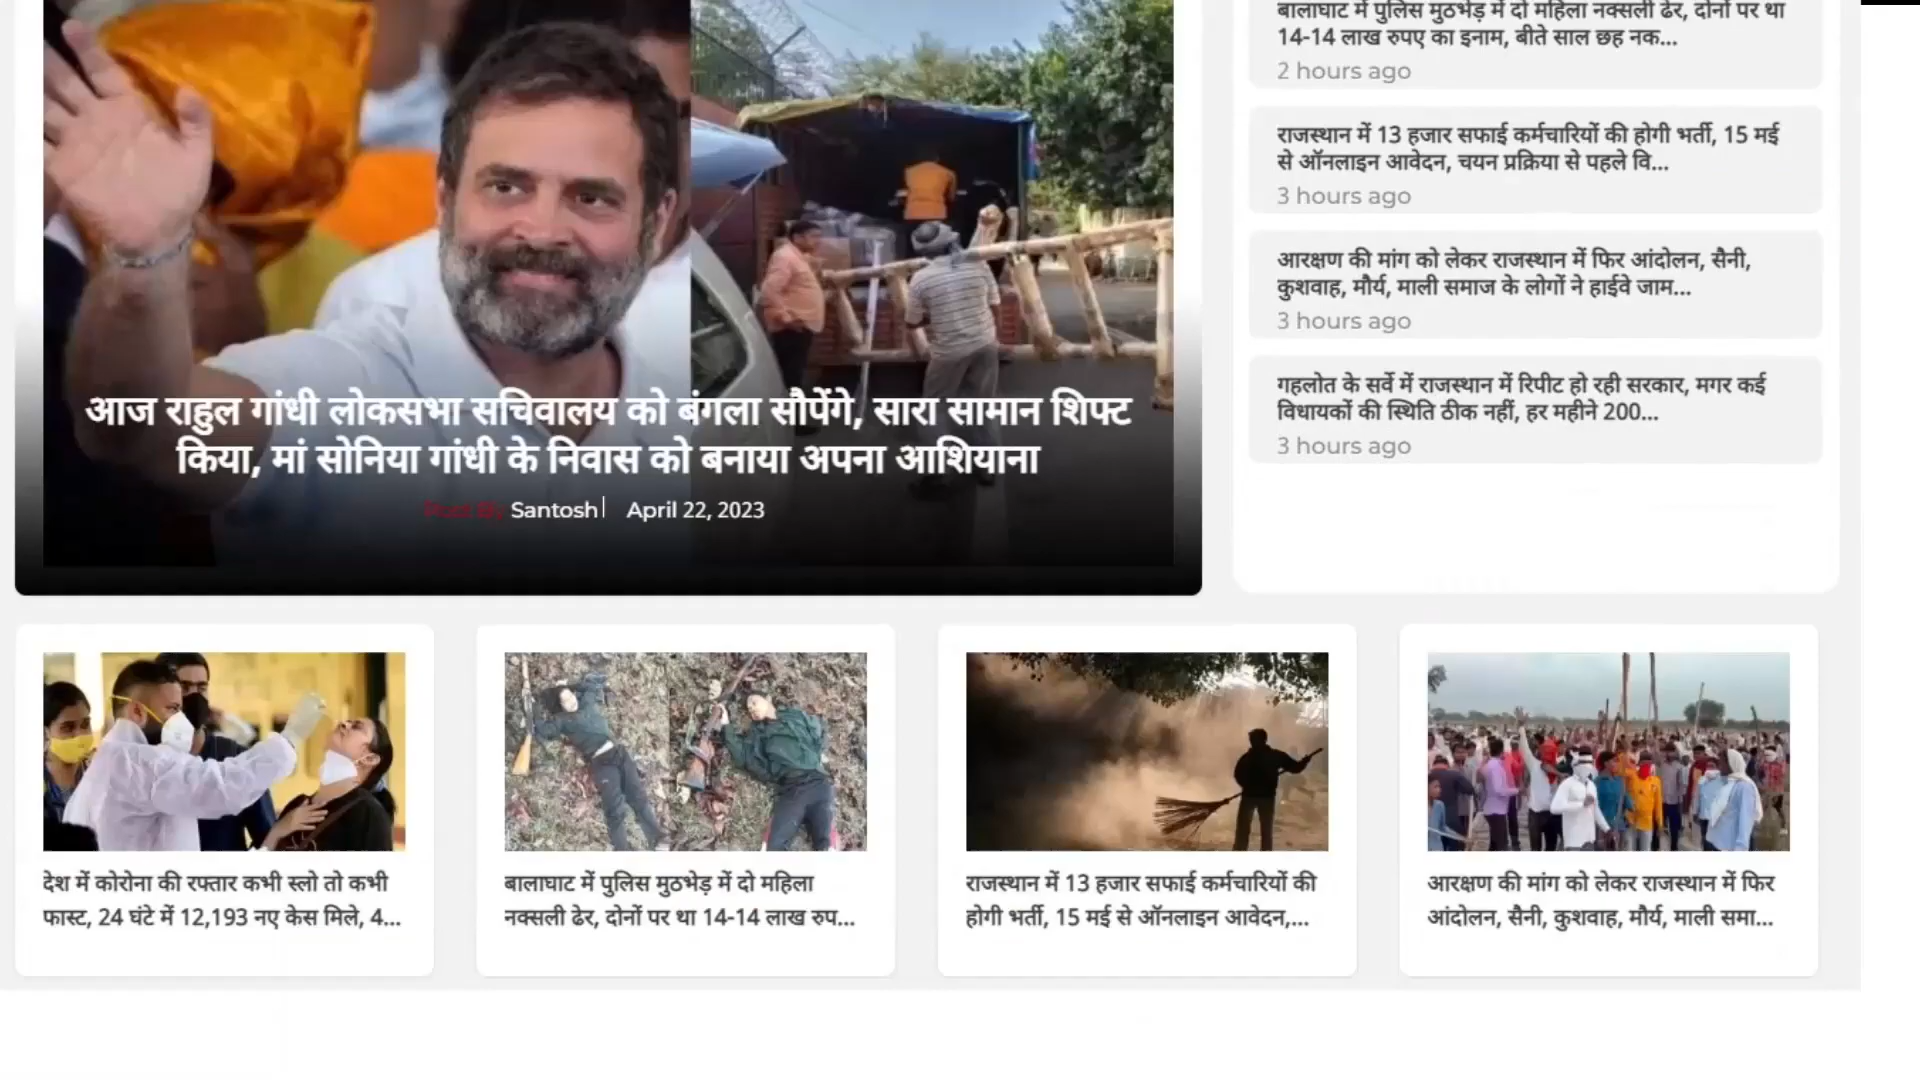 आज राहुल गांधी लोकसभा सचिवालय को बंगला सौपेंगे, सारा सामान शिफ्ट
किया, मां सोनिया गांधी के निवास को बनाया अपना आशियाना
Post By Santosh April 22, 2023
बालाघाट में पुलिस मुठभेड़ में दो महिला नक्सली ढेर, दोनों पर था
14-14 लाख रुपए का इनाम, बीते साल छह नक...
2 hours ago
राजस्थान में 13 हजार सफाई कर्मचारियों की होगी भर्ती, 15 मई
से ऑनलाइन आवेदन, चयन प्रक्रिया से पहले वि...
3 hours ago
आरक्षण की मांग को लेकर राजस्थान में फिर आंदोलन, सैनी,
कुशवाह, मौर्य, माली समाज के लोगों ने हाईवे जाम...
3 hours ago
गहलोत के सर्वे में राजस्थान में रिपीट हो रही सरकार, मगर कई
विधायकों की स्थिति ठीक नहीं, हर महीने 200...
3 hours ago
देश में कोरोना की रफ्तार कभी स्लो तो कभी
फास्ट, 24 घंटे में 12,193 नए केस मिले, 4...
बालाघाट में पुलिस मुठभेड़ में दो महिला
नक्सली ढेर, दोनों पर था 14-14 लाख रुप...
राजस्थान में 13 हजार सफाई कर्मचारियों की
होगी भर्ती, 15 मई से ऑनलाइन आवेदन,...
आरक्षण की मांग को लेकर राजस्थान में फिर
आंदोलन, सैनी, कुशवाह, मौर्य, माली समा...